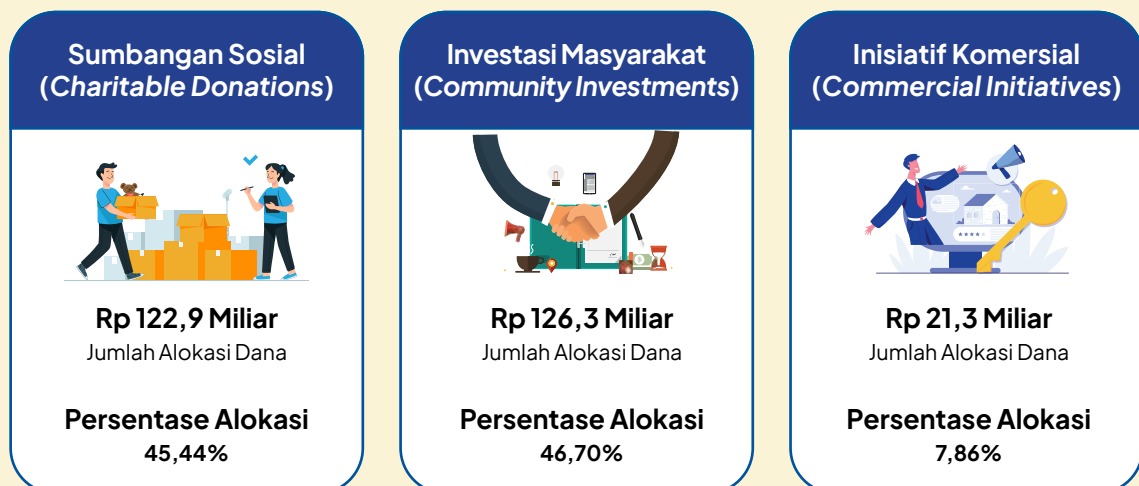 Sumbangan Sosial
(Charitable Donations)
Rp 122,9 Miliar
Jumlah Alokasi Dana
Persentase Alokasi
45,44%
Investasi Masyarakat
(Community Investments)
Rp 126,3 Miliar
Jumlah Alokasi Dana
Persentase Alokasi
46,70%
Inisiatif Komersial
(Commercial Initiatives)
Rp 21,3 Miliar
Jumlah Alokasi Dana
Persentase Alokasi
7,86%